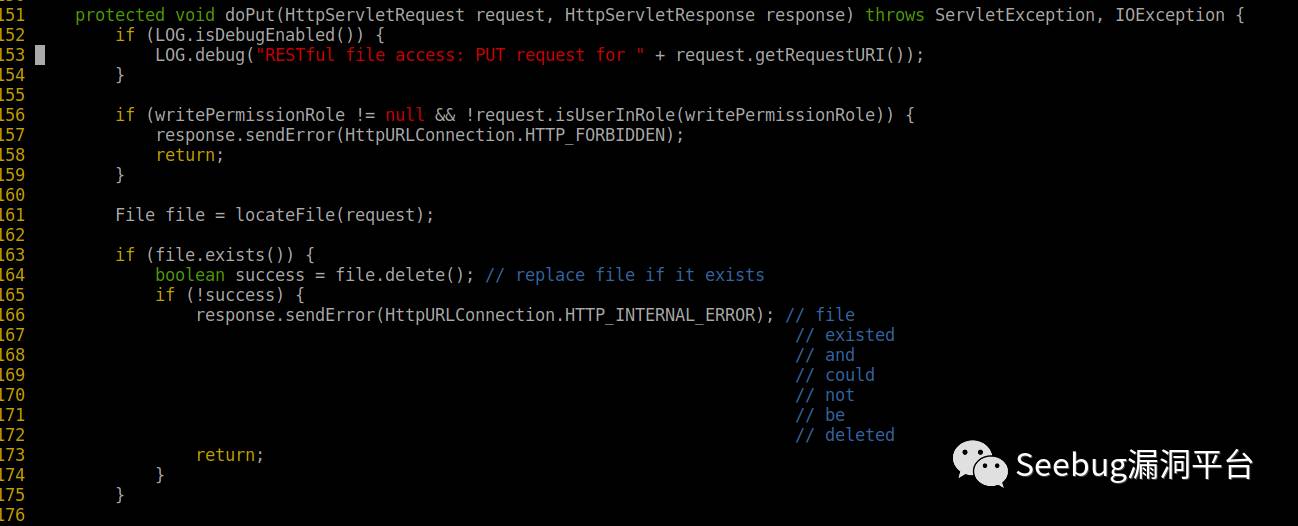 151     protected void doPut(HttpServletRequest request, HttpServletResponse response) throws ServletException, IOException {
152         if (LOG.isDebugEnabled()) {
153             LOG.debug("RESTful file access: PUT request for " + request.getRequestURI());
154         }
155
156         if (writePermissionRole != null && !request.isUserInRole(writePermissionRole)) {
157             response.sendError(HttpURLConnection.HTTP_FORBIDDEN);
158             return;
159         }
160
161         File file = locateFile(request);
162
163         if (file.exists()) {
164             boolean success = file.delete(); // replace file if it exists
165             if (!success) {
166                 response.sendError(HttpURLConnection.HTTP_INTERNAL_ERROR); // file
167                                                                             // existed
168                                                                             // and
169                                                                             // could
170                                                                             // not
171                                                                             // be
172                                                                             // deleted
173                 return;
174             }
175         }
176
Seebug漏洞平台